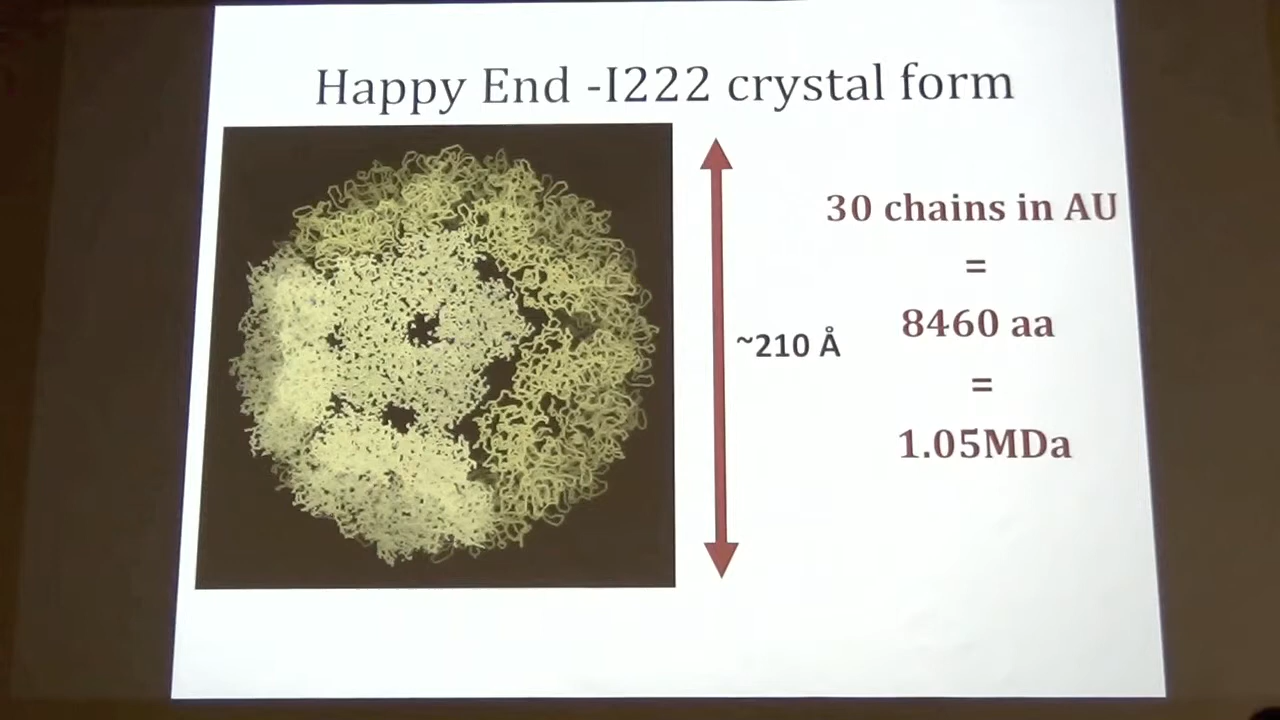 Happy End -I222 crystal form
~210 Å
30 chains in AU
=
8460 aa
=
1.05MDa